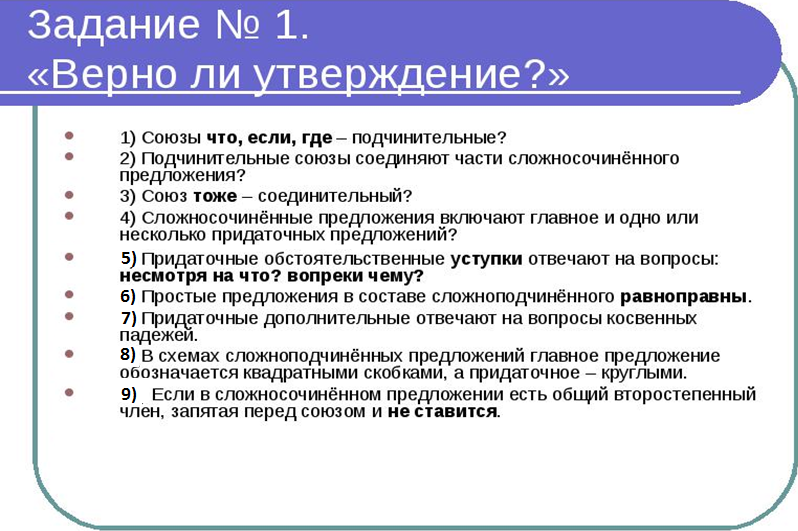 Задание № 1.
«Верно ли утверждение?»
1) Союзы что, если, где – подчинительные?
2) Подчинительные союзы соединяют части сложносочинённого
предложения?
3) Союз тоже – соединительный?
4) Сложносочинённые предложения включают главное и одно или
несколько придаточных предложений?
5) Придаточные обстоятельственные уступки отвечают на вопросы:
несмотря на что? вопреки чему?
6) Простые предложения в составе сложноподчинённого равноправны.
7) Придаточные дополнительные отвечают на вопросы косвенных
падежей.
8) В схемах сложноподчинённых предложений главное предложение
обозначается квадратными скобками, а придаточное – круглыми.
9) Если в сложносочинённом предложении есть общий второстепенный
член, запятая перед союзом и не ставится.